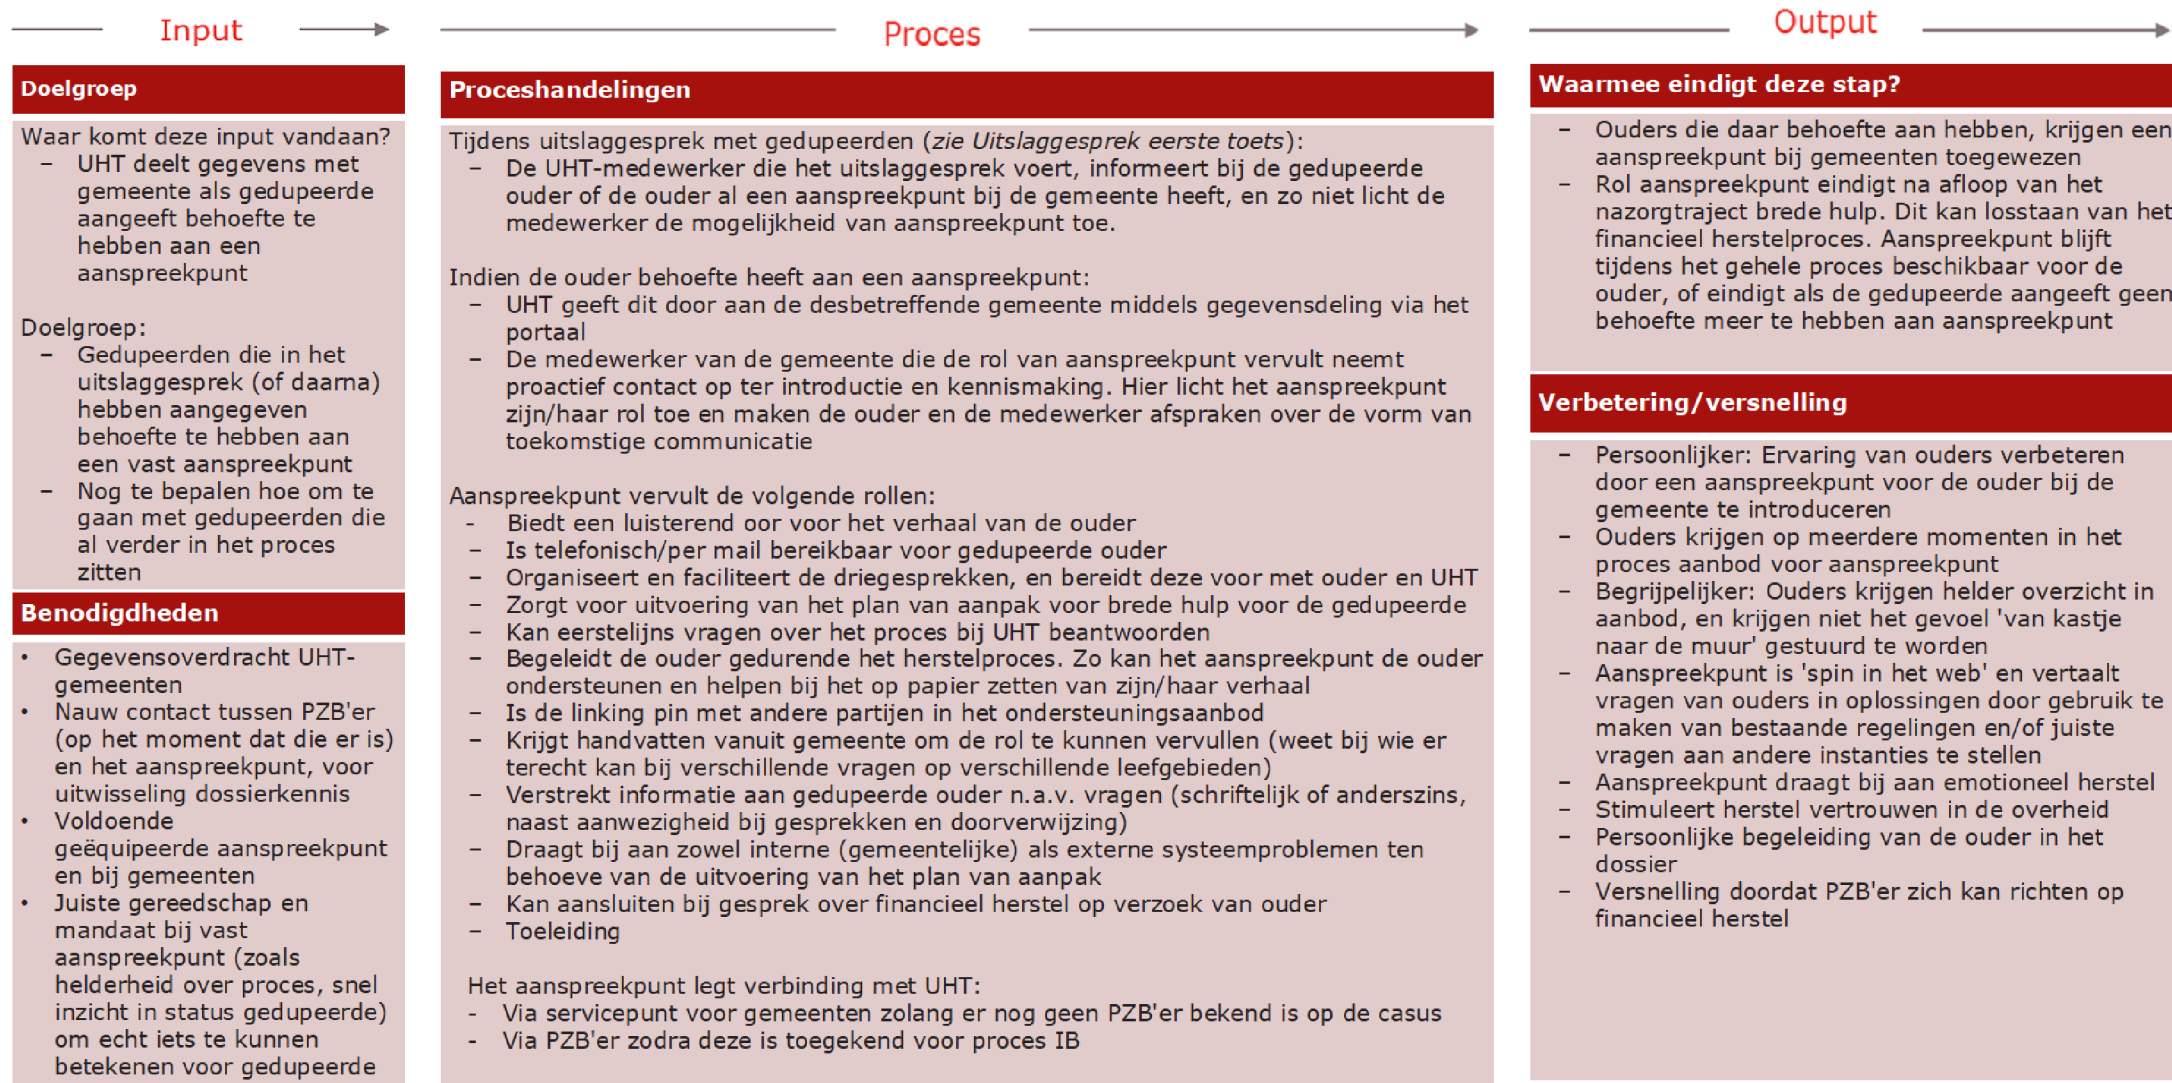 Input
Doelgroep
Waar komt deze input vandaan?
– UHT deelt gegevens met
gemeente als gedupeerde
aangeeft behoefte te
hebben aan een
aanspreekpunt
Doelgroep:
– Gedupeerden die in het
uitslaggesprek (of daarna)
hebben aangegeven
behoefte te hebben aan
een vast aanspreekpunt
– Nog te bepalen hoe om te
gaan met gedupeerden die
al verder in het proces
zitten
Benodigdheden
• Gegevensoverdracht UHT-
gemeenten
• Nauw contact tussen PZB'er
(op het moment dat die er is)
en het aanspreekpunt, voor
uitwisseling dossierkennis
• Voldoende
geëquipeerde aanspreekpunt
en bij gemeenten
• Juiste gereedschap en
mandaat bij vast
aanspreekpunt (zoals
helderheid over proces, snel
inzicht in status gedupeerde)
om echt iets te kunnen
betekenen voor gedupeerde
Proces
Proceshandelingen
Tijdens uitslaggesprek met gedupeerden (zie Uitslaggesprek eerste toets):
– De UHT-medewerker die het uitslaggesprek voert, informeert bij de gedupeerde
ouder of de ouder al een aanspreekpunt bij de gemeente heeft, en zo niet licht de
medewerker de mogelijkheid van aanspreekpunt toe.
Indien de ouder behoefte heeft aan een aanspreekpunt:
– UHT geeft dit door aan de desbetreffende gemeente middels gegevensdeling via het
portaal
– De medewerker van de gemeente die de rol van aanspreekpunt vervult neemt
proactief contact op ter introductie en kennismaking. Hier licht het aanspreekpunt
zijn/haar rol toe en maken de ouder en de medewerker afspraken over de vorm van
toekomstige communicatie
Aanspreekpunt vervult de volgende rollen:
- Biedt een luisterend oor voor het verhaal van de ouder
– Is telefonisch/per mail bereikbaar voor gedupeerde ouder
– Organiseert en faciliteert de driegesprekken, en bereidt deze voor met ouder en UHT
– Zorgt voor uitvoering van het plan van aanpak voor brede hulp voor de gedupeerde
– Kan eerstelijns vragen over het proces bij UHT beantwoorden
– Begeleidt de ouder gedurende het herstelproces. Zo kan het aanspreekpunt de ouder
ondersteunen en helpen bij het op papier zetten van zijn/haar verhaal
– Is de linking pin met andere partijen in het ondersteuningsaanbod
– Krijgt handvatten vanuit gemeente om de rol te kunnen vervullen (weet bij wie er
terecht kan bij verschillende vragen op verschillende leefgebieden)
– Verstrekt informatie aan gedupeerde ouder n.a.v. vragen (schriftelijk of anderszins,
naast aanwezigheid bij gesprekken en doorverwijzing)
– Draagt bij aan zowel interne (gemeentelijke) als externe systeemproblemen ten
behoeve van de uitvoering van het plan van aanpak
– Kan aansluiten bij gesprek over financieel herstel op verzoek van ouder
– Toeleiding
Het aanspreekpunt legt verbinding met UHT:
- Via servicepunt voor gemeenten zolang er nog geen PZB'er bekend is op de casus
- Via PZB'er zodra deze is toegekend voor proces IB
Output
Waarmee eindigt deze stap?
– Ouders die daar behoefte aan hebben, krijgen een
aanspreekpunt bij gemeenten toegewezen
– Rol aanspreekpunt eindigt na afloop van het
nazorgtraject brede hulp. Dit kan losstaan van het
financieel herstelproces. Aanspreekpunt blijft
tijdens het gehele proces beschikbaar voor de
ouder, of eindigt als de gedupeerde aangeeft geen
behoefte meer te hebben aan aanspreekpunt
Verbetering/versnelling
– Persoonlijker: Ervaring van ouders verbeteren
door een aanspreekpunt voor de ouder bij de
gemeente te introduceren
– Ouders krijgen op meerdere momenten in het
proces aanbod voor aanspreekpunt
– Begrijpelijker: Ouders krijgen helder overzicht in
aanbod, en krijgen niet het gevoel 'van kastje
naar de muur' gestuurd te worden
– Aanspreekpunt is 'spin in het web' en vertaalt
vragen van ouders in oplossingen door gebruik te
maken van bestaande regelingen en/of juiste
vragen aan andere instanties te stellen
– Aanspreekpunt draagt bij aan emotioneel herstel
– Stimuleert herstel vertrouwen in de overheid
– Persoonlijke begeleiding van de ouder in het
dossier
– Versnelling doordat PZB'er zich kan richten op
financieel herstel